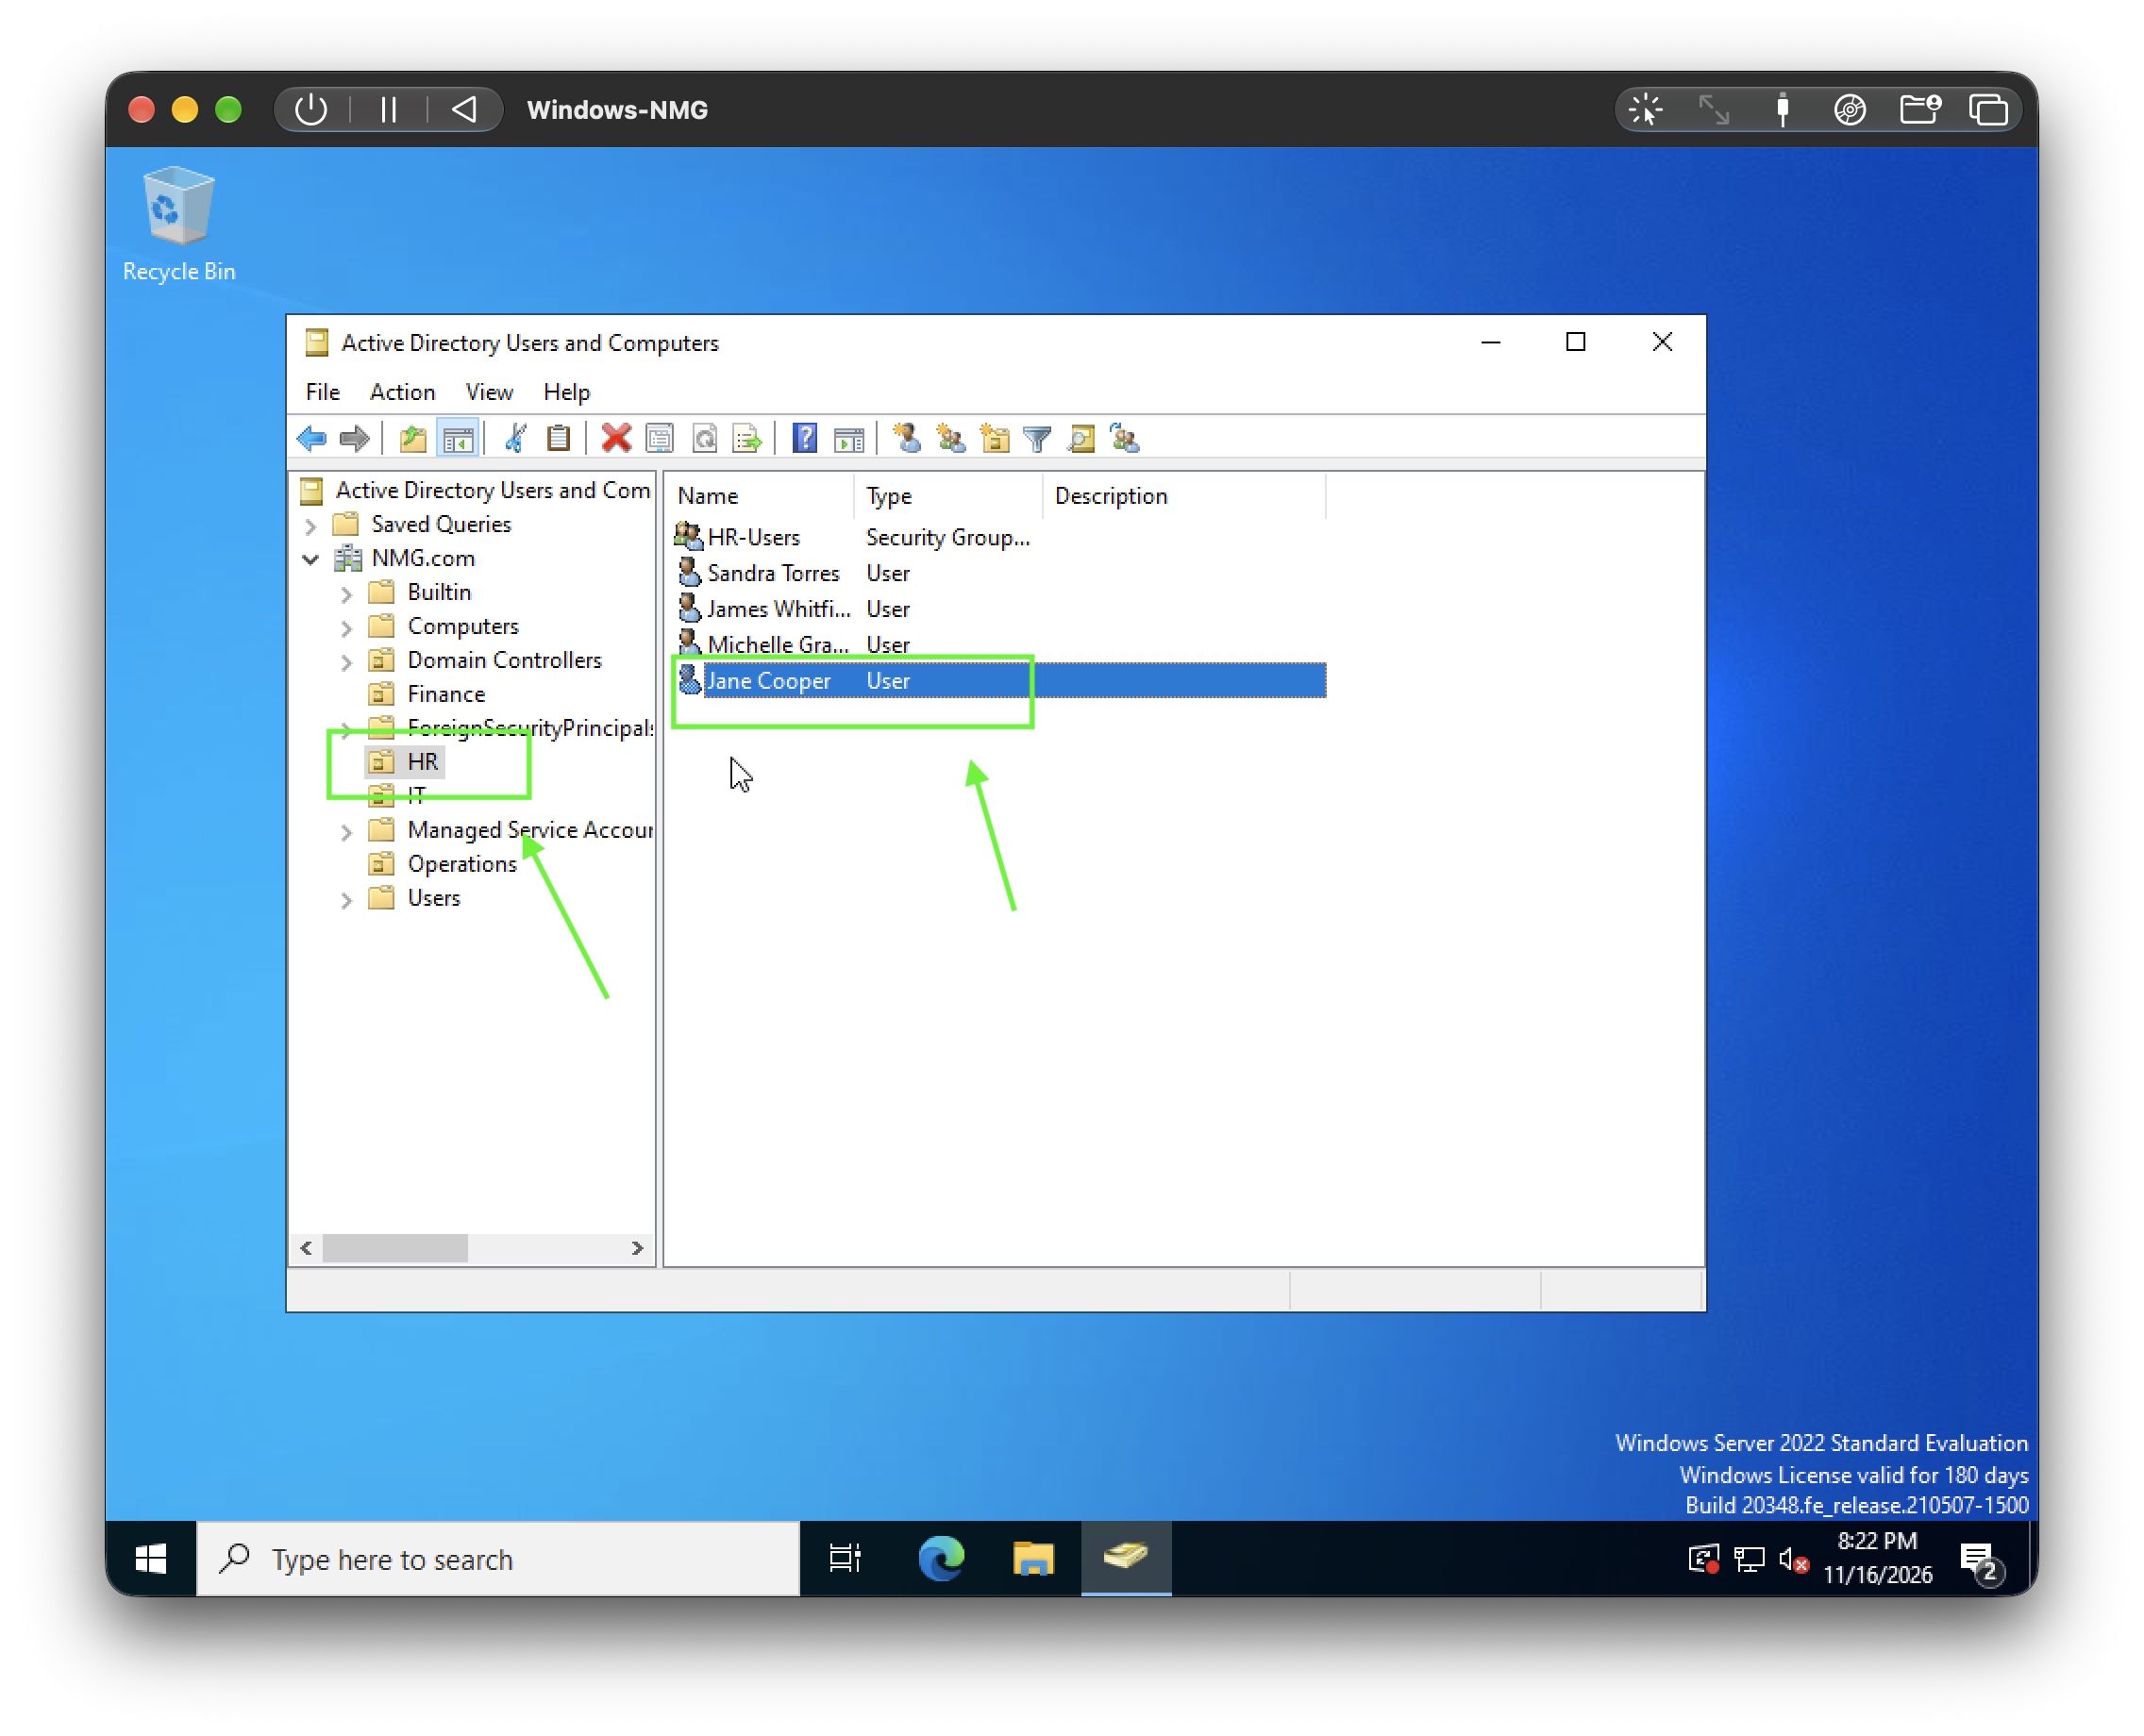 Windows-NMG
Recycle Bin
Active Directory Users and Computers
File Action View Help
Active Directory Users and Com
Saved Queries
NMG.com
Builtin
Computers
Domain Controllers
Finance
ForeignSecurityPrincipals
HR
IT
Managed Service Accour
Operations
Users
Name Type Description
HR-Users Security Group...
Sandra Torres User
James Whitfi... User
Michelle Gra... User
Jane Cooper User
Windows Server 2022 Standard Evaluation
Windows License valid for 180 days
Build 20348.fe_release.210507-1500
Type here to search
8:22 PM
11/16/2026
2